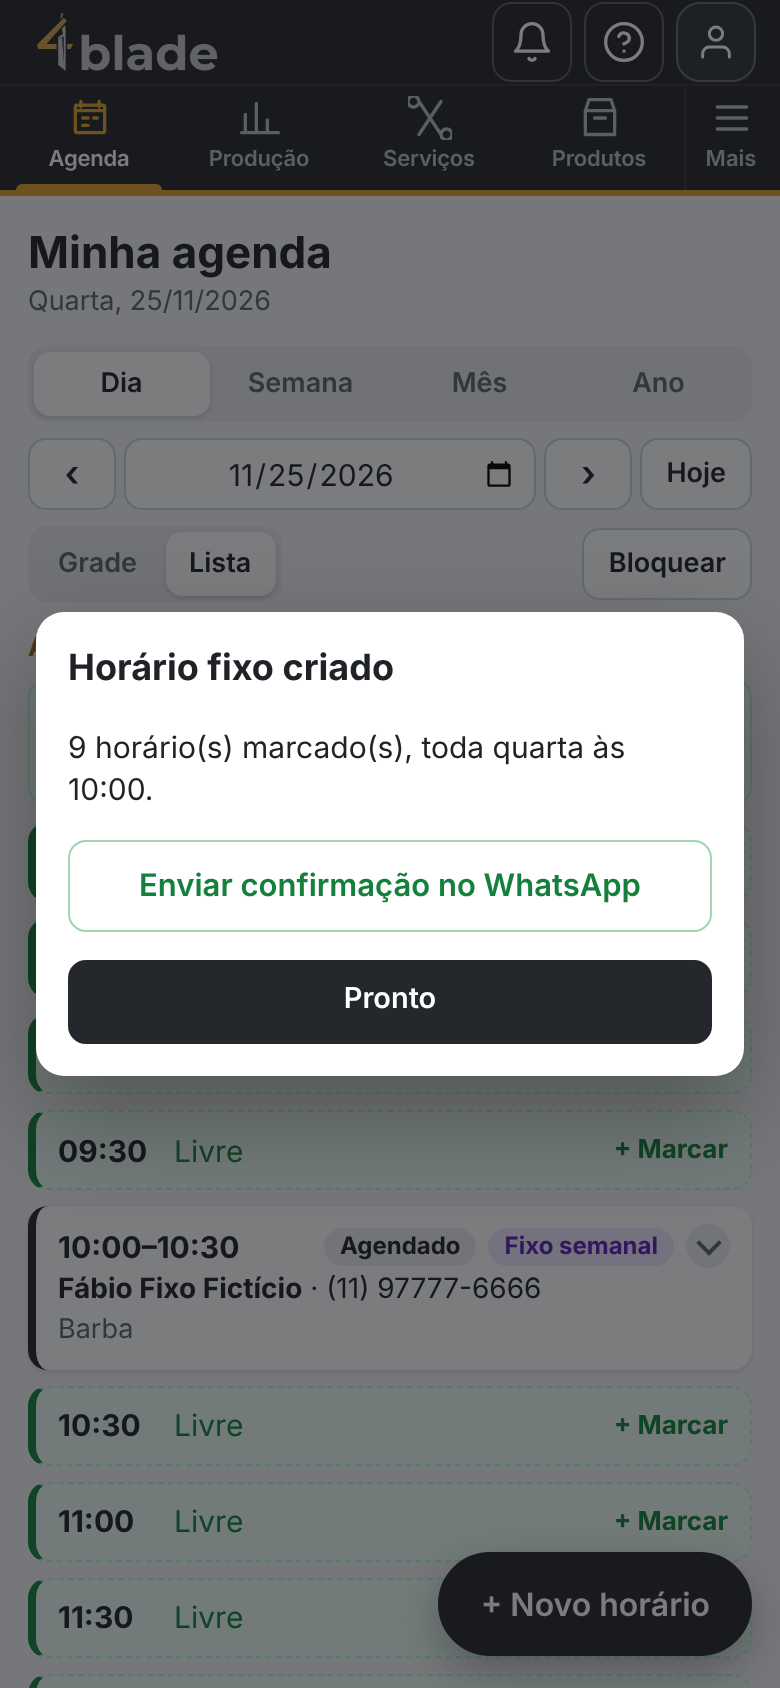 4blade
Agenda
Produção
Serviços
Produtos
Mais
Minha agenda
Quarta, 25/11/2026
Dia
Semana
Mês
Ano
‹
11/25/2026
›
Hoje
Grade
Lista
Bloquear
Horário fixo criado
9 horário(s) marcado(s), toda quarta às
10:00.
Enviar confirmação no WhatsApp
Pronto
09:30 Livre + Marcar
10:00–10:30 Agendado Fixo semanal
Fábio Fixo Fictício · (11) 97777-6666
Barba
10:30 Livre + Marcar
11:00 Livre + Marcar
11:30 Livre
+ Novo horário